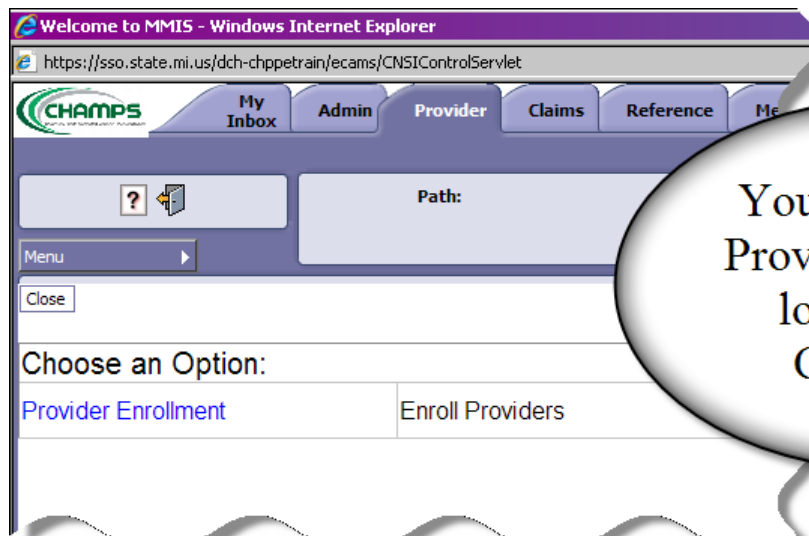 Welcome to MMIS - Windows Internet Explorer
https://sso.state.mi.us/dch-chppetrain/ecams/CNSIControlServlet
CHAMPS
My Inbox Admin Provider Claims Reference
?
Path:
Menu
Close
Choose an Option:
Provider Enrollment Enroll Providers